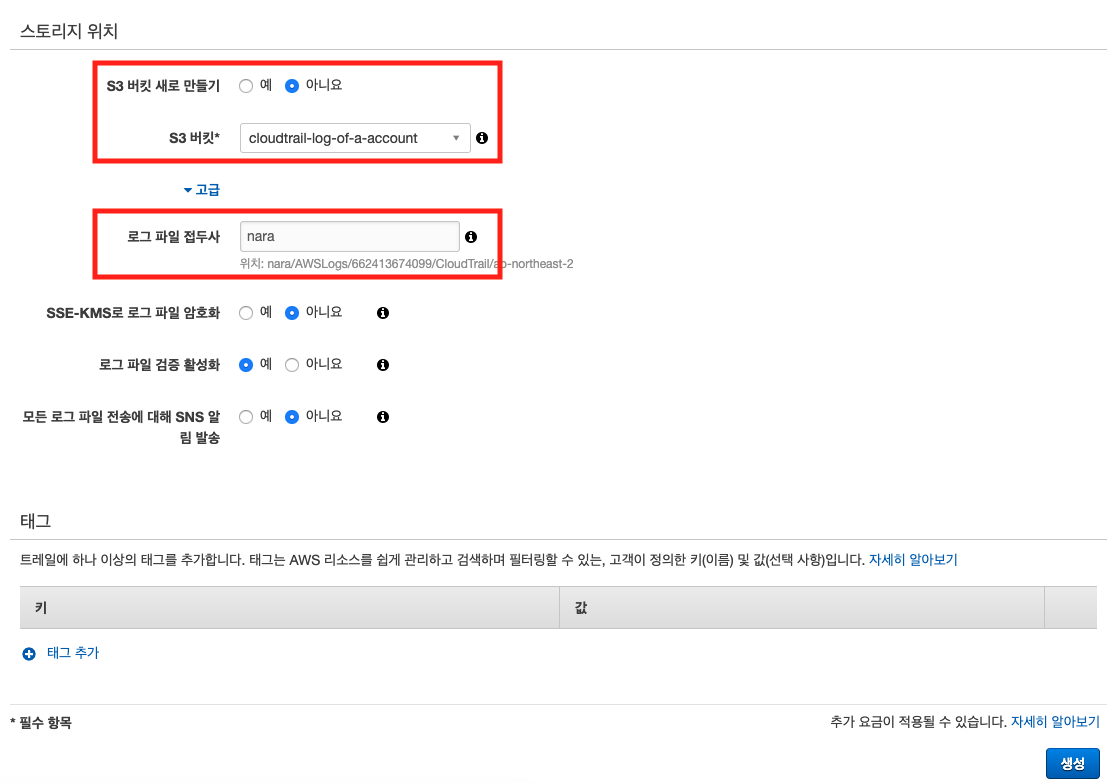 스토리지 위치
S3 버킷 새로 만들기 예 아니요
S3 버킷* cloudtrail-log-of-a-account
고급
로그 파일 접두사 nara
위치: nara/AWSLogs/662413674099/CloudTrail/ap-northeast-2
SSE-KMS로 로그 파일 암호화 예 아니요
로그 파일 검증 활성화 예 아니요
모든 로그 파일 전송에 대해 SNS 알 예 아니요
림 발송
태그
트레일에 하나 이상의 태그를 추가합니다. 태그는 AWS 리소스를 쉽게 관리하고 검색하며 필터링할 수 있는, 고객이 정의한 키(이름) 및 값(선택 사항)입니다. 자세히 알아보기
키 값
태그 추가
* 필수 항목 추가 요금이 적용될 수 있습니다. 자세히 알아보기
생성